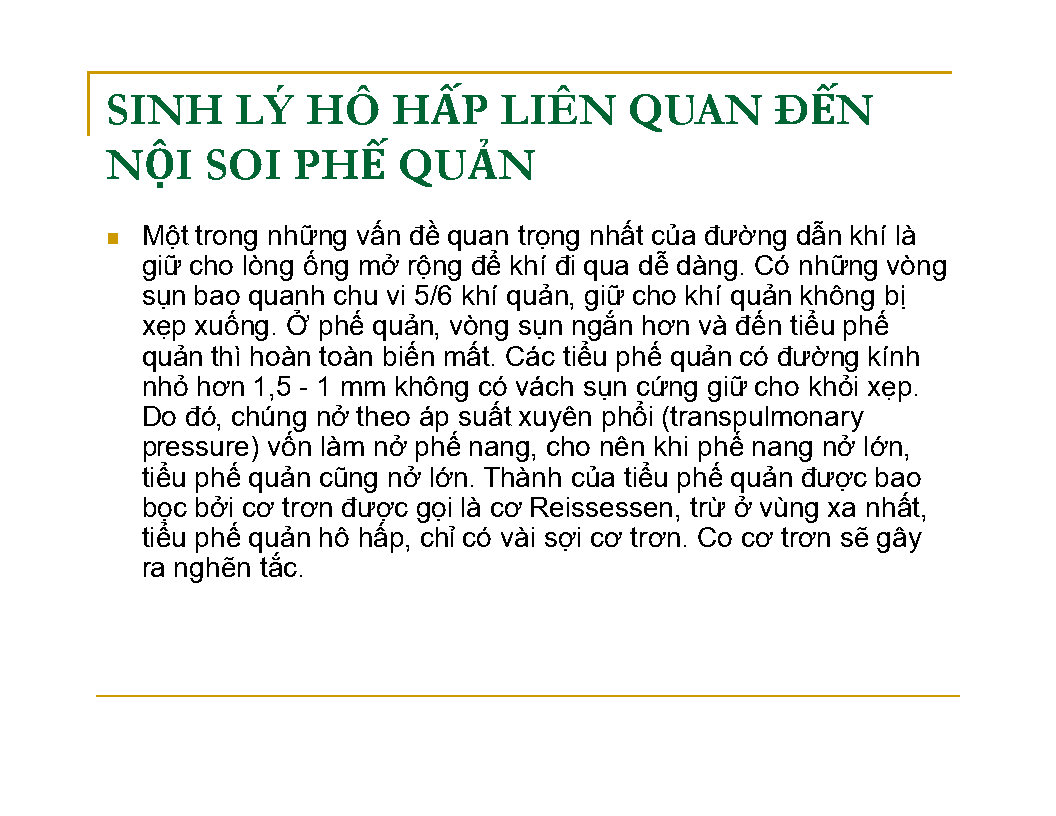 SINH LÝ HÔ HẤP LIÊN QUAN ĐẾN
NỘI SOI PHẾ QUẢN
Một trong những vấn đề quan trọng nhất của đường dẫn khí là
giữ cho lòng ống mở rộng để khí đi qua dễ dàng. Có những vòng
sụn bao quanh chu vi 5/6 khí quản, giữ cho khí quản không bị
xẹp xuống. Ở phế quản, vòng sụn ngắn hơn và đến tiểu phế
quản thì hoàn toàn biến mất. Các tiểu phế quản có đường kính
nhỏ hơn 1,5 - 1 mm không có vách sụn cứng giữ cho khỏi xẹp.
Do đó, chúng nở theo áp suất xuyên phổi (transpulmonary
pressure) vốn làm nở phế nang, cho nên khi phế nang nở lớn,
tiểu phế quản cũng nở lớn. Thành của tiểu phế quản được bao
bọc bởi cơ trơn được gọi là cơ Reissessen, trừ ở vùng xa nhất,
tiểu phế quản hô hấp, chỉ có vài sợi cơ trơn. Co cơ trơn sẽ gây
ra nghẽn tắc.